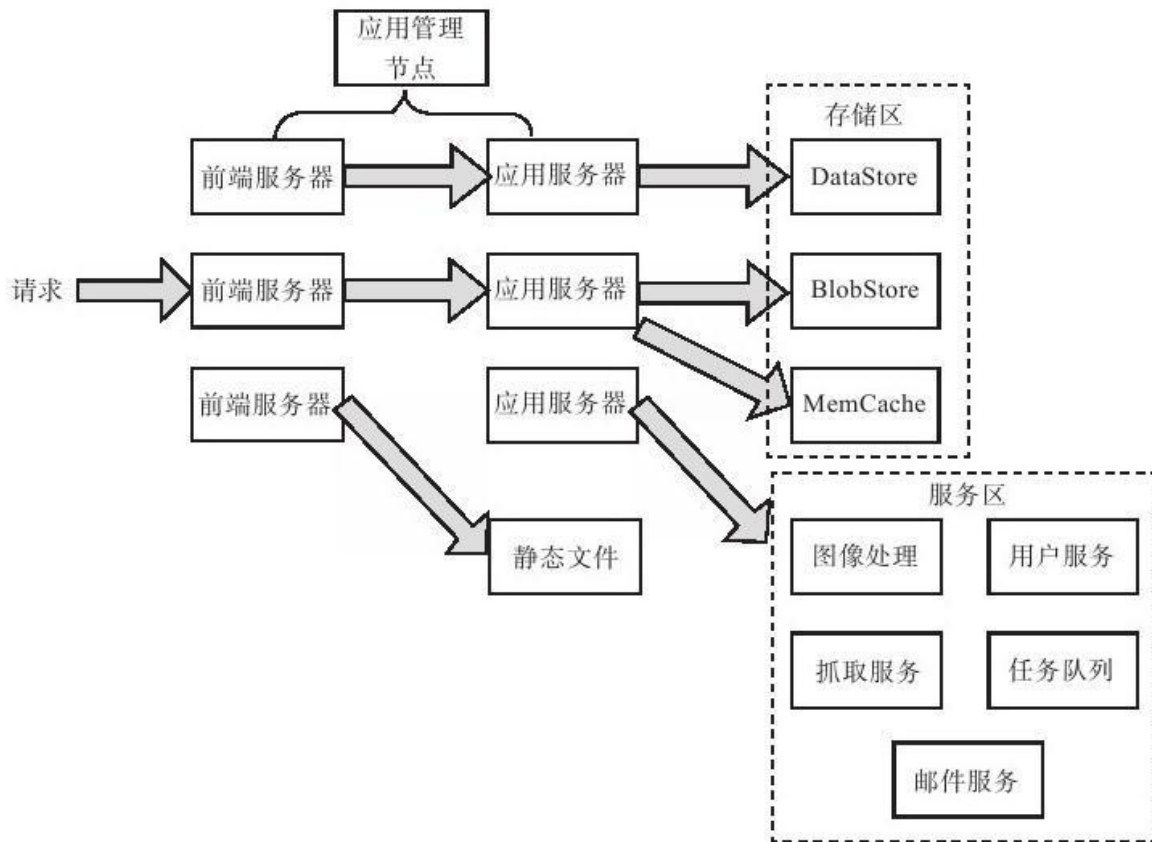 应用管理
节点
存储区
前端服务器
应用服务器
DataStore
请求
前端服务器
应用服务器
BlobStore
前端服务器
应用服务器
MemCache
服务区
静态文件
图像处理
用户服务
抓取服务
任务队列
邮件服务